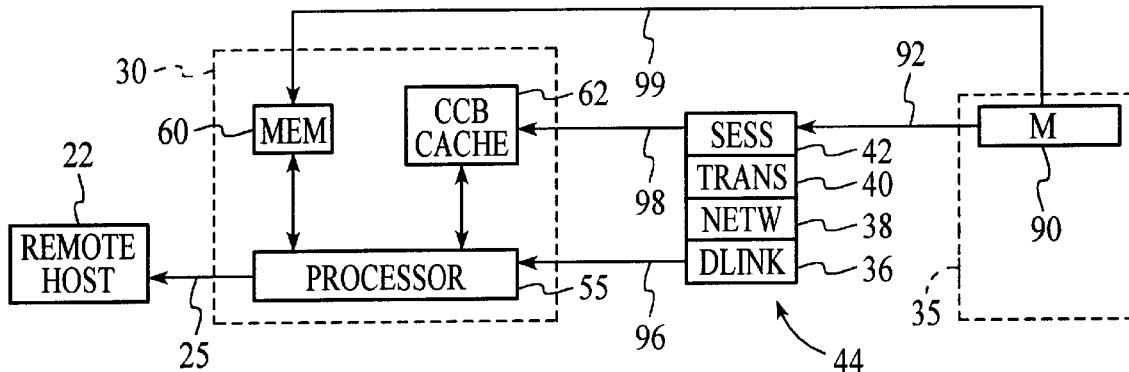 99
92
30
62
CCB
CACHE
60
MEM
SESS
M
42
22
98
TRANS
40
90
NETW
38
REMOTE
HOST
PROCESSOR
DLINK
36
55
35
25
96
44